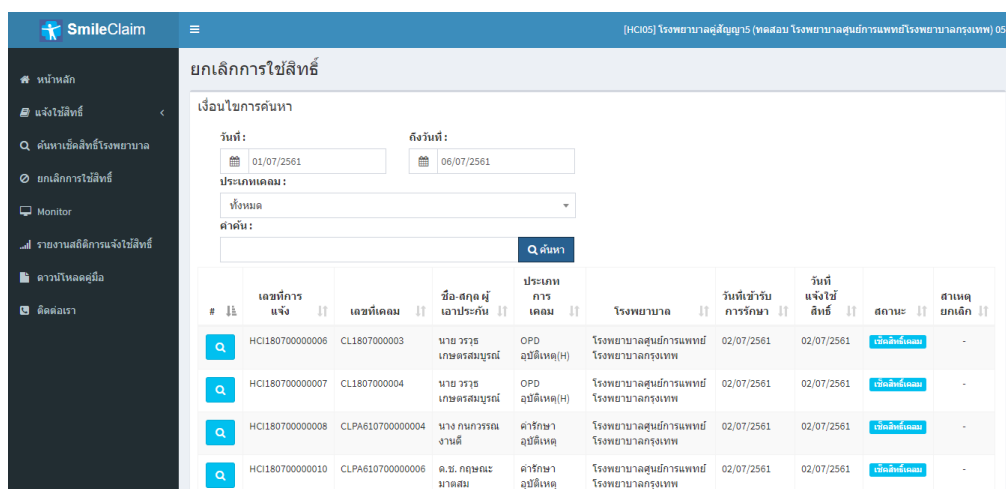 SmileClaim
[HCI05] โรงพยาบาลคู่สัญญา5 (ทดสอบ โรงพยาบาลศูนย์การแพทย์โรงพยาบาลกรุงเทพ) 05
หน้าหลัก
แจ้งใช้สิทธิ์
ค้นหาเช็คสิทธิ์โรงพยาบาล
ยกเลิกการใช้สิทธิ์
Monitor
รายงานสถิติการแจ้งใช้สิทธิ์
ดาวน์โหลดคู่มือ
ติดต่อเรา
ยกเลิกการใช้สิทธิ์
เงื่อนไขการค้นหา
วันที่ : ถึงวันที่ :
01/07/2561 06/07/2561
ประเภทเคลม :
ทั้งหมด
คำค้น :
ค้นหา
# เลขที่การแจ้ง เลขที่เคลม ชื่อ-สกุล ผู้เอาประกัน ประเภทการเคลม โรงพยาบาล วันที่เข้ารับการรักษา วันที่แจ้งใช้สิทธิ์ สถานะ สาเหตุยกเลิก
HCI180700000006 CL1807000003 นาย วรวุธ OPD โรงพยาบาลศูนย์การแพทย์ 02/07/2561 02/07/2561 เช็คสิทธิ์เคลม -
เกษตรสมบูรณ์ อุบัติเหตุ(H) โรงพยาบาลกรุงเทพ
HCI180700000007 CL1807000004 นาย วรวุธ OPD โรงพยาบาลศูนย์การแพทย์ 02/07/2561 02/07/2561 เช็คสิทธิ์เคลม -
เกษตรสมบูรณ์ อุบัติเหตุ(H) โรงพยาบาลกรุงเทพ
HCI180700000008 CLPA610700000004 นาง กนกวรรณ ค่ารักษา โรงพยาบาลศูนย์การแพทย์ 02/07/2561 02/07/2561 เช็คสิทธิ์เคลม -
งานดี อุบัติเหตุ โรงพยาบาลกรุงเทพ
HCI180700000010 CLPA610700000006 ด.ช. กฤษณะ ค่ารักษา โรงพยาบาลศูนย์การแพทย์ 02/07/2561 02/07/2561 เช็คสิทธิ์เคลม -
มาตสม อุบัติเหตุ โรงพยาบาลกรุงเทพ